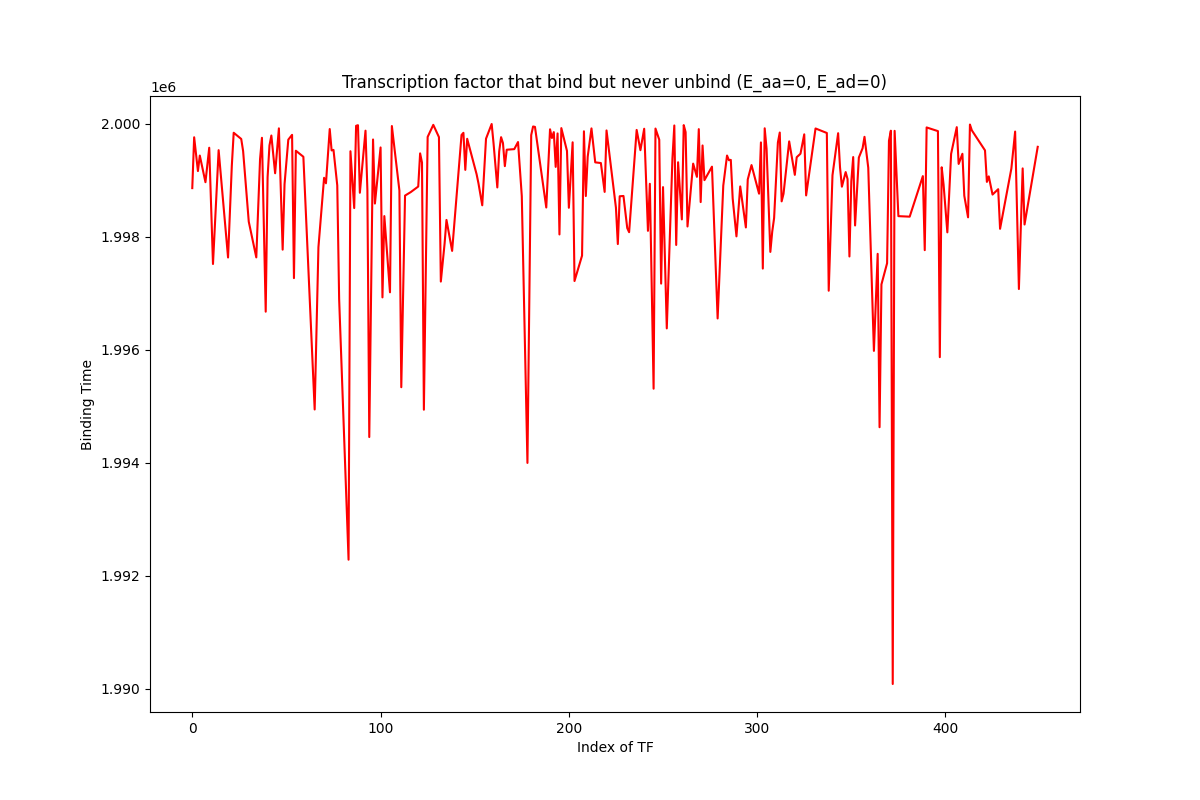 Transcription factor that bind but never unbind (E_aa=0, E_ad=0)
1e6
2.000
1.998
1.996
1.994
1.992
1.990
Binding Time
0 100 200 300 400
Index of TF